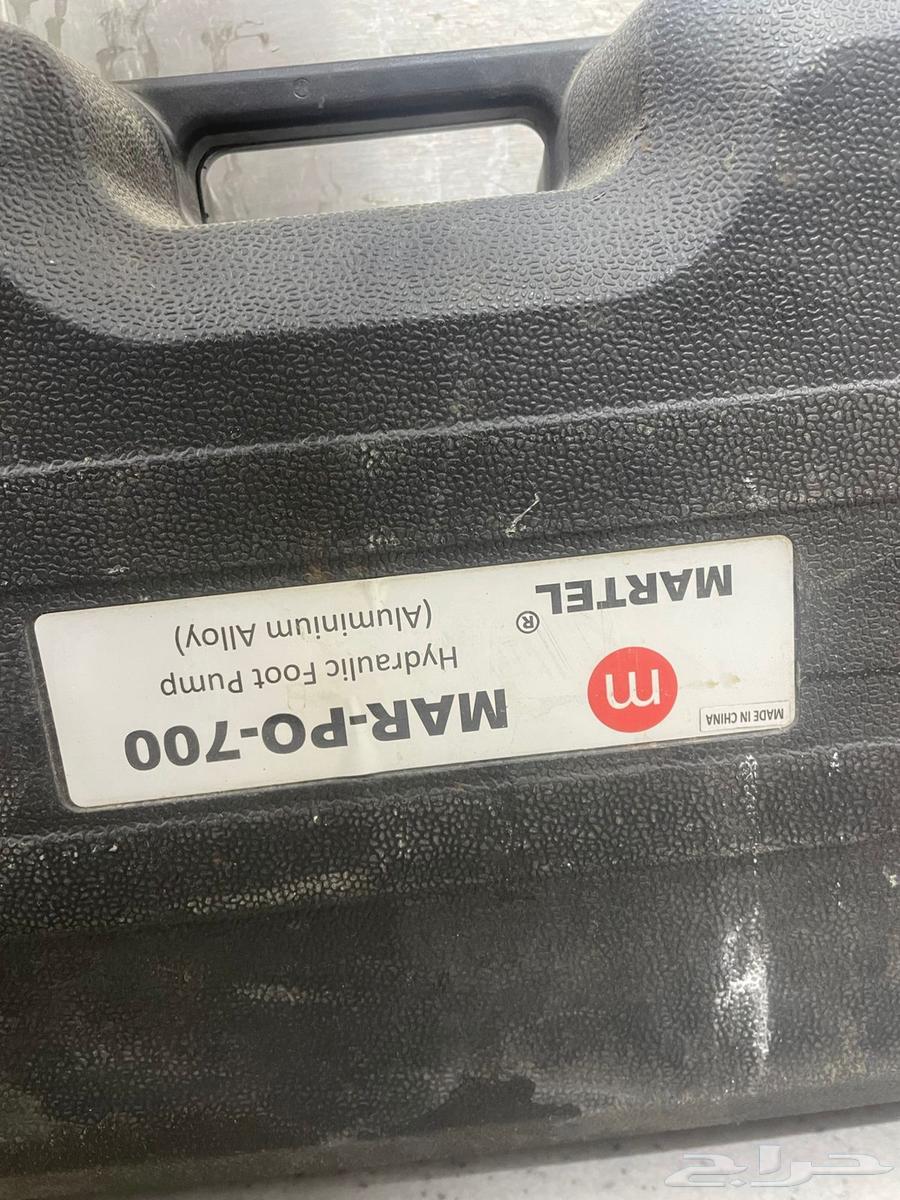 MADE IN CHINA
m
MARTEL®
MAR-PO-700
Hydraulic Foot Pump
(Aluminium Alloy)
حراج